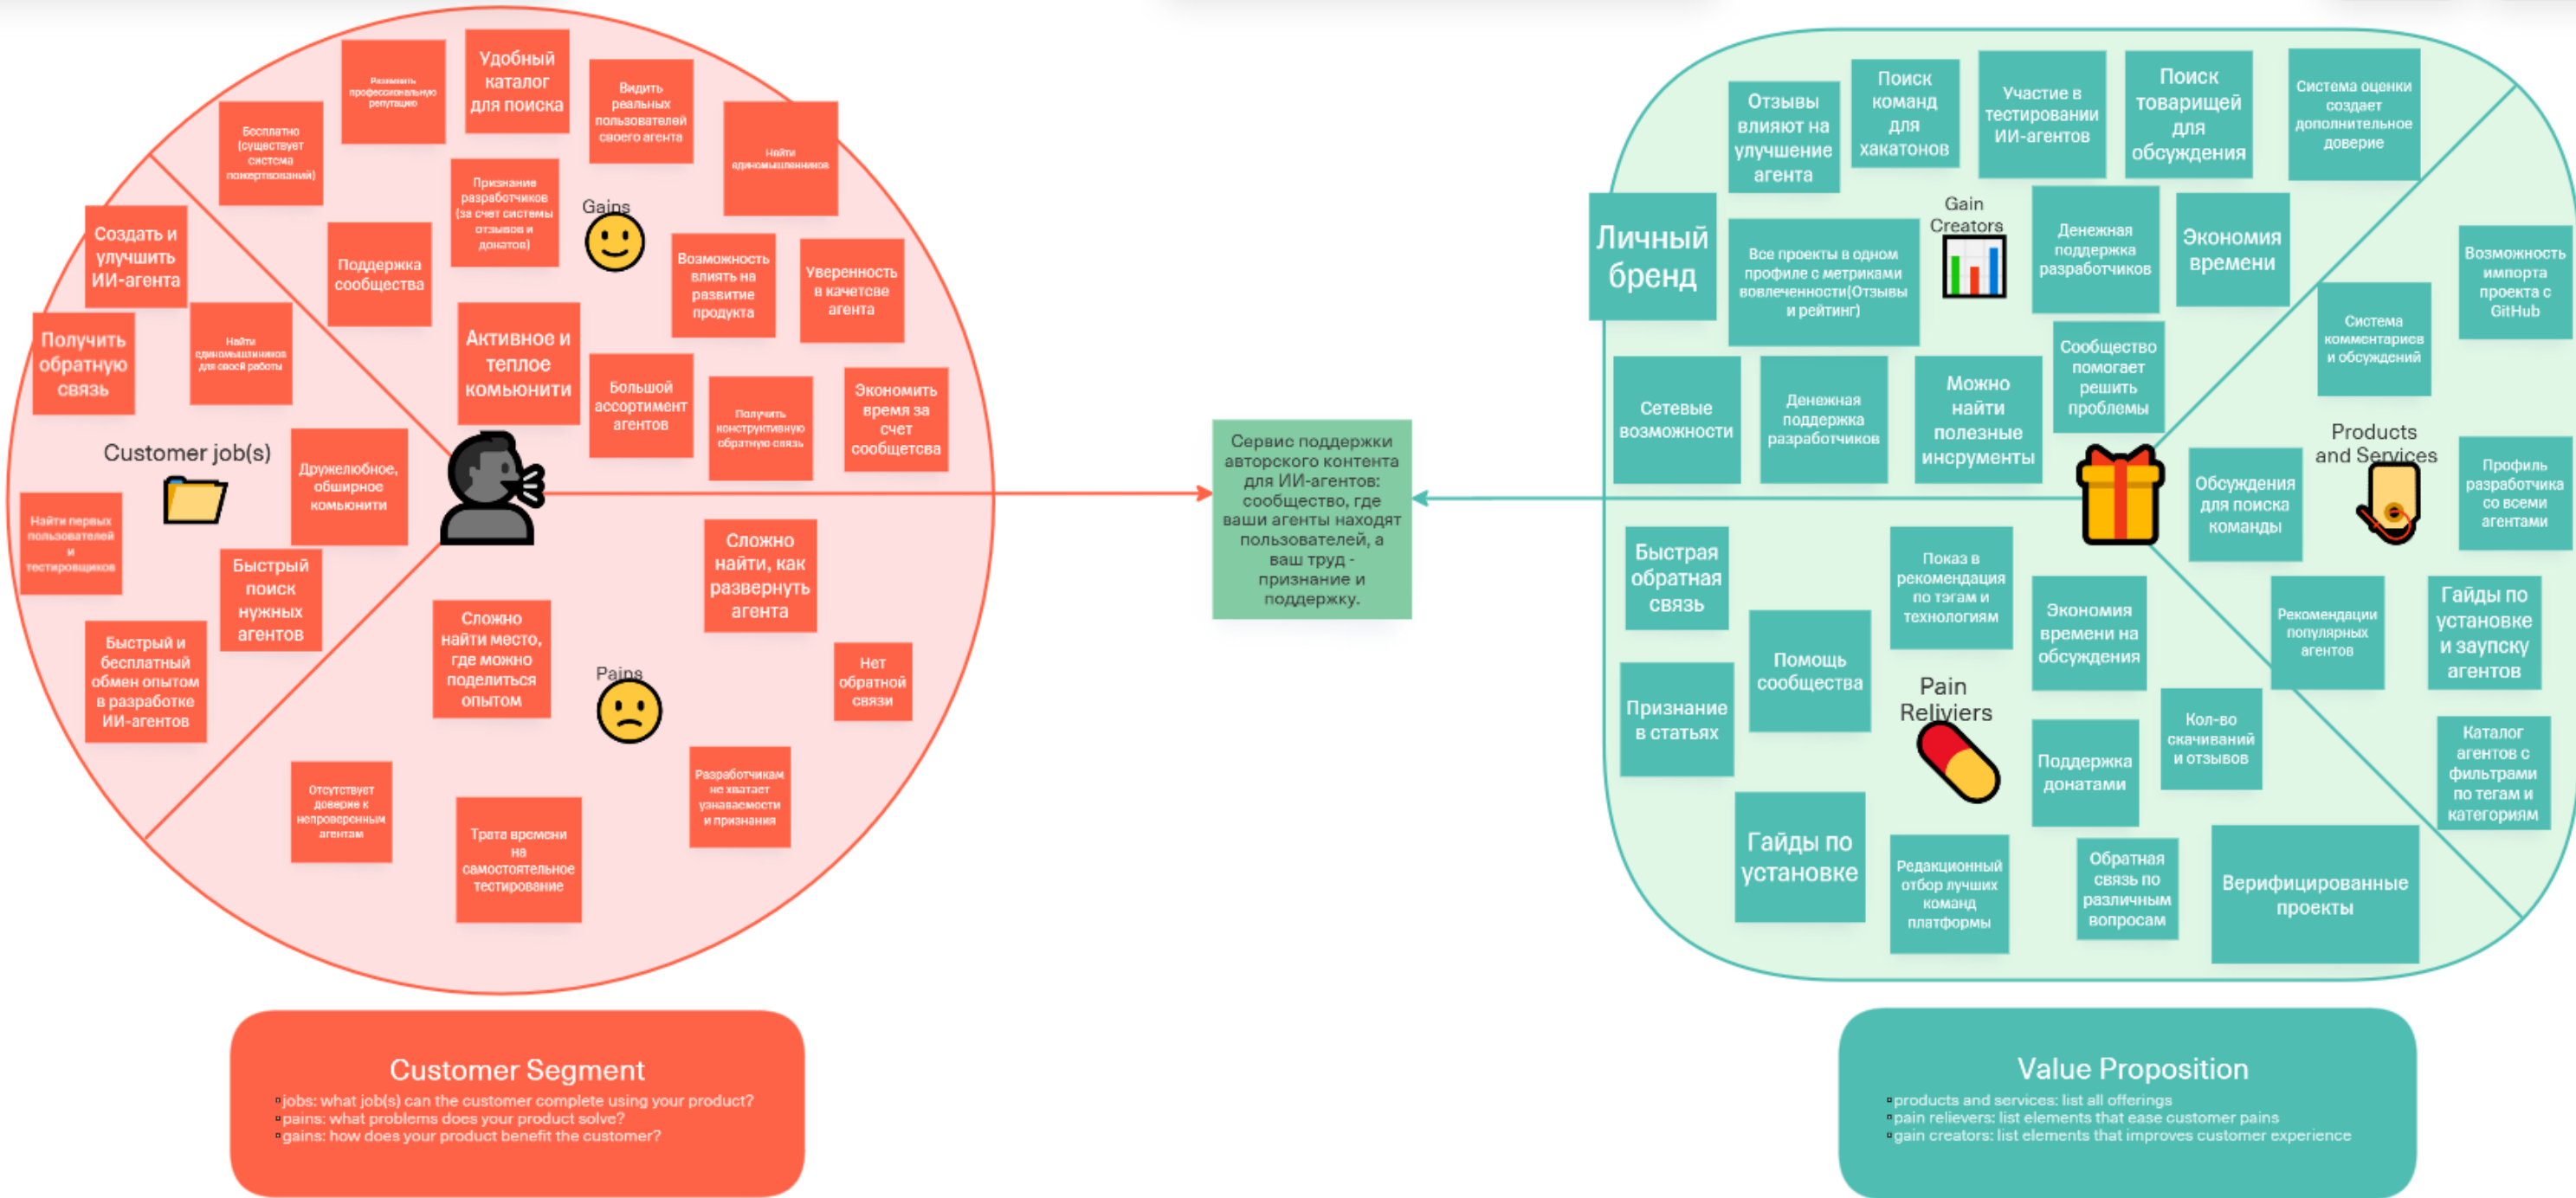 Развивать
профессиональную
репутацию
Удобный
каталог
для поиска
Видить
реальных
пользователей
своего агента
Найти
единомышленников
Бесплатно
(существует
система
пожертвований)
Признание
разработчиков
(за счет системы
отзывов и
донатов)
Gains
Поддержка
сообщества
Возможность
влиять на
развитие
продукта
Уверенность
в качетсве
агента
Активное и
теплое
комьюнити
Большой
ассортимент
агентов
Получить
конструктивную
обратную связь
Экономить
время за
счет
сообщетсва
Создать и
улучшить
ИИ-агента
Получить
обратную
связь
Найти
единомышлиников
для своей работы
Customer job(s)
Дружелюбное,
обширное
комьюнити
Найти первых
пользователей
и
тестировщиков
Быстрый
поиск
нужных
агентов
Быстрый и
бесплатный
обмен опытом
в разработке
ИИ-агентов
Сложно
найти, как
развернуть
агента
Сложно
найти место,
где можно
поделиться
опытом
Pains
Нет
обратной
связи
Отсутствует
доверие к
непроверенным
агентам
Трата времени
на
самостоятельное
тестирование
Разработчикам
не хватает
узнаваемости
и признания
Сервис поддержки
авторского контента
для ИИ-агентов:
сообщество, где
ваши агенты находят
пользователей, а
ваш труд -
признание и
поддержку.
Отзывы
влияют на
улучшение
агента
Поиск
команд
для
хакатонов
Участие в
тестировании
ИИ-агентов
Поиск
товарищей
для
обсуждения
Система оценки
создает
дополнительное
доверие
Личный
бренд
Все проекты в одном
профиле с метриками
вовлеченности(Отзывы
и рейтинг)
Gain
Creators
Денежная
поддержка
разработчиков
Экономия
времени
Сетевые
возможности
Денежная
поддержка
разработчиков
Можно
найти
полезные
инсрументы
Сообщество
помогает
решить
проблемы
Возможность
импорта
проекта с
GitHub
Система
комментариев
и обсуждений
Products
and Services
Обсуждения
для поиска
команды
Профиль
разработчика
со всеми
агентами
Рекомендации
популярных
агентов
Гайды по
установке
и заупску
агентов
Каталог
агентов с
фильтрами
по тегам и
категориям
Быстрая
обратная
связь
Показ в
рекомендация
по тэгам и
технологиям
Экономия
времени на
обсуждения
Помощь
сообщества
Признание
в статьях
Pain
Reliviers
Кол-во
скачиваний
и отзывов
Поддержка
донатами
Гайды по
установке
Редакционный
отбор лучших
команд
платформы
Обратная
связь по
различным
вопросам
Верифицированные
проекты
Customer Segment
jobs: what job(s) can the customer complete using your product?
pains: what problems does your product solve?
gains: how does your product benefit the customer?
Value Proposition
products and services: list all offerings
pain relievers: list elements that ease customer pains
gain creators: list elements that improves customer experience